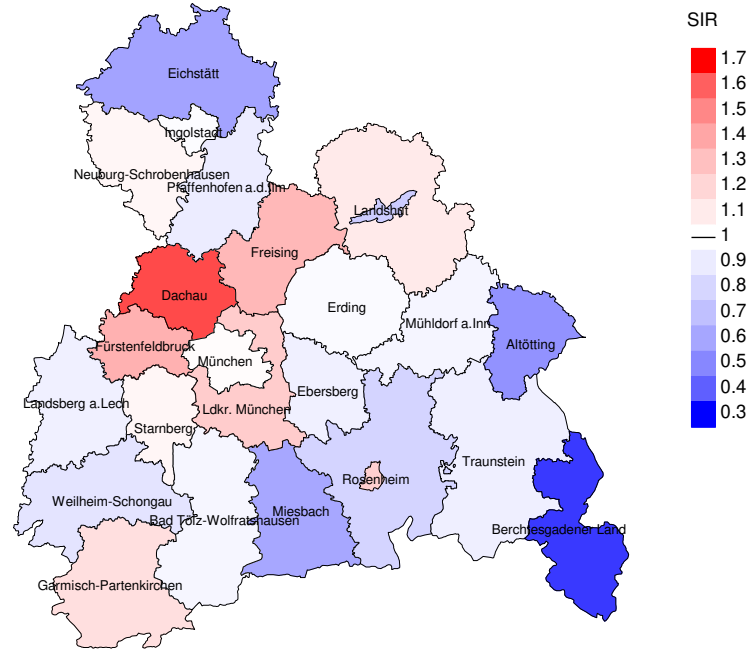 SIR
Eichstätt
1.7
1.6
1.5
1.4
1.3
1.2
1.1
1
0.9
0.8
0.7
0.6
0.5
0.4
0.3
Ingolstadt
Neuburg-Schrobenhausen
Pfaffenhofen a.d.Ilm
Landshut
Freising
Dachau
Erding
Mühldorf a.Inn
Altötting
Fürstenfeldbruck
München
Ebersberg
Landsberg a.Lech
Ldkr. München
Starnberg
Traunstein
Rosenheim
Weilheim-Schongau
Miesbach
Bad Tölz-Wolfratshausen
Berchtesgadener Land
Garmisch-Partenkirchen